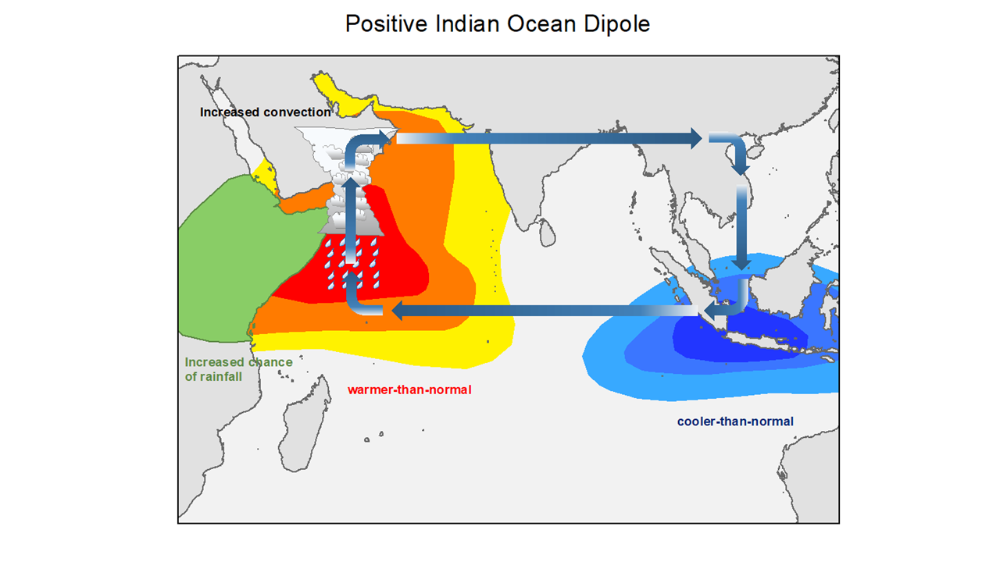 Positive Indian Ocean Dipole
Increased convection
Increased chance
of rainfall
warmer-than-normal
cooler-than-normal